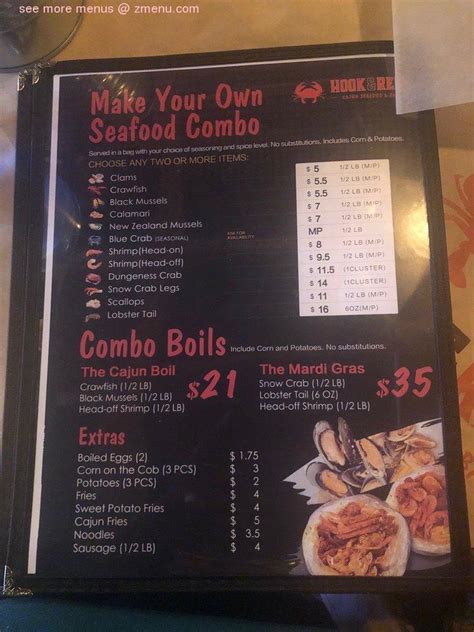 see more menus @ zmenu.com
HOOK & RE
Make Your Own
Seafood Combo
Served in a bag with your choice of seasoning and spice level. No substitutions. Includes Corn & Potatoes.
CHOOSE ANY TWO OR MORE ITEMS:
Clams $ 5 1/2 LB (M/P)
Crawfish $ 5.5 1/2 LB (M/P)
Black Mussels $ 5.5 1/2 LB (M/P)
Calamari $ 7 1/2 LB (M/P)
New Zealand Mussels $ 7 1/2 LB (M/P)
Blue Crab (SEASONAL) ASK FOR AVAILABILITY MP 1/2 LB
Shrimp(Head-on) $ 8 1/2 LB (M/P)
Shrimp(Head-off) $ 9.5 1/2 LB (M/P)
Dungeness Crab $ 11.5 (1CLUSTER)
Snow Crab Legs $ 14 (1CLUSTER)
Scallops $ 11 1/2 LB (M/P)
Lobster Tail $ 16 6OZ(M/P)
Combo Boils Include Corn and Potatoes. No substitutions.
The Cajun Boil
Crawfish (1/2 LB)
Black Mussels (1/2 LB)
Head-off Shrimp (1/2 LB)
$21
The Mardi Gras
Snow Crab (1/2 LB)
Lobster Tail (6 OZ)
Head-off Shrimp (1/2 LB)
$35
Extras
Boiled Eggs (2) $ 1.75
Corn on the Cob (3 PCS) $ 3
Potatoes (3 PCS) $ 2
Fries $ 4
Sweet Potato Fries $ 4
Cajun Fries $ 5
Noodles $ 3.5
Sausage (1/2 LB) $ 4